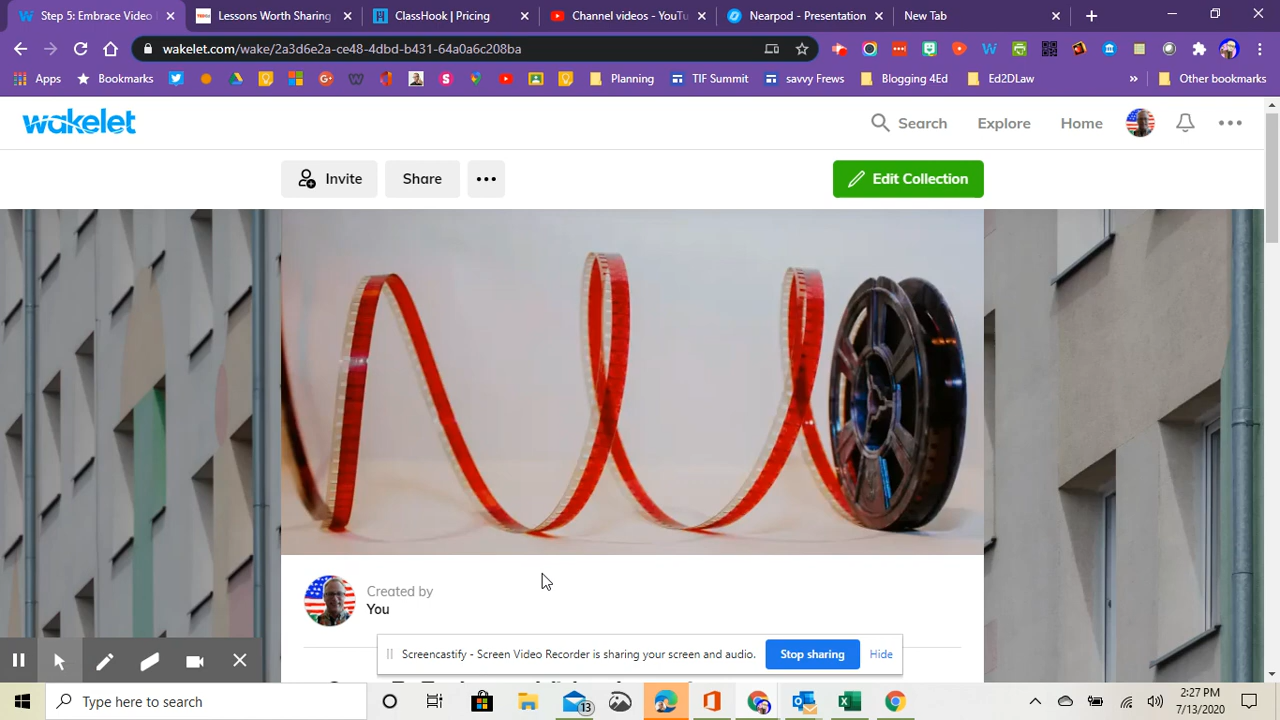 Step 5: Embrace Video
Lessons Worth Sharing
ClassHook | Pricing
Channel videos - YouTu
Nearpod - Presentation
New Tab
wakelet.com/wake/2a3d6e2a-ce48-4dbd-b431-64a0a6c208ba
Apps
Bookmarks
Planning
TIF Summit
savvy Frews
Blogging 4Ed
Ed2DLaw
»
Other bookmarks
wakelet
Search
Explore
Home
Invite
Share
Edit Collection
Created by
You
Screencastify - Screen Video Recorder is sharing your screen and audio.
Stop sharing
Hide
Type here to search
13
2:27 PM
7/13/2020